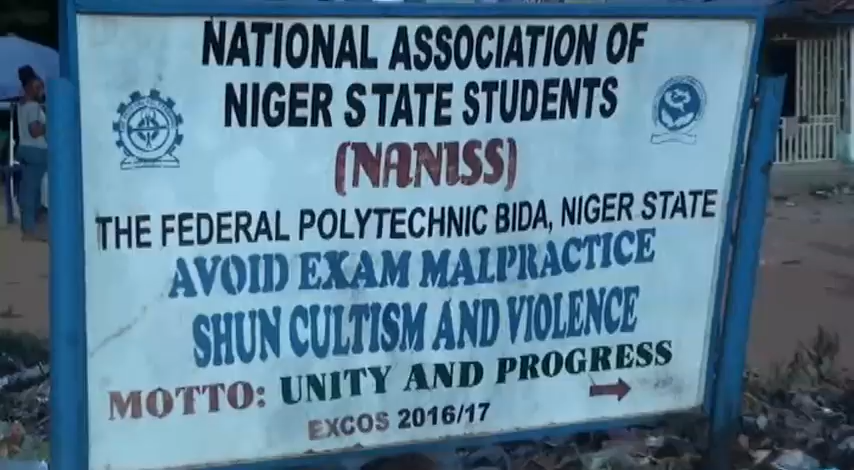 NATIONAL ASSOCIATION OF
NIGER STATE STUDENTS
(NANISS)
THE FEDERAL POLYTECHNIC BIDA, NIGER STATE
AVOID EXAM MALPRACTICE
SHUN CULTISM AND VIOLENCE
MOTTO: UNITY AND PROGRESS
EXCOS 2016/17